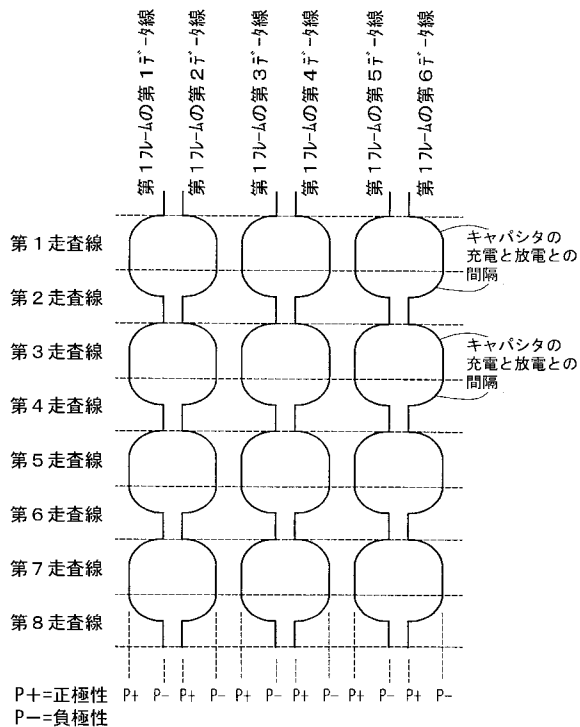 第１フレームの第１データ線
第１フレームの第２データ線
第１フレームの第３データ線
第１フレームの第４データ線
第１フレームの第５データ線
第１フレームの第６データ線
第１走査線
第２走査線
第３走査線
第４走査線
第５走査線
第６走査線
第７走査線
第８走査線
キャパシタの
充電と放電との
間隔
キャパシタの
充電と放電との
間隔
P+ P- P+ P- P+ P- P+ P- P+ P- P+ P-
P+=正極性
P-=負極性